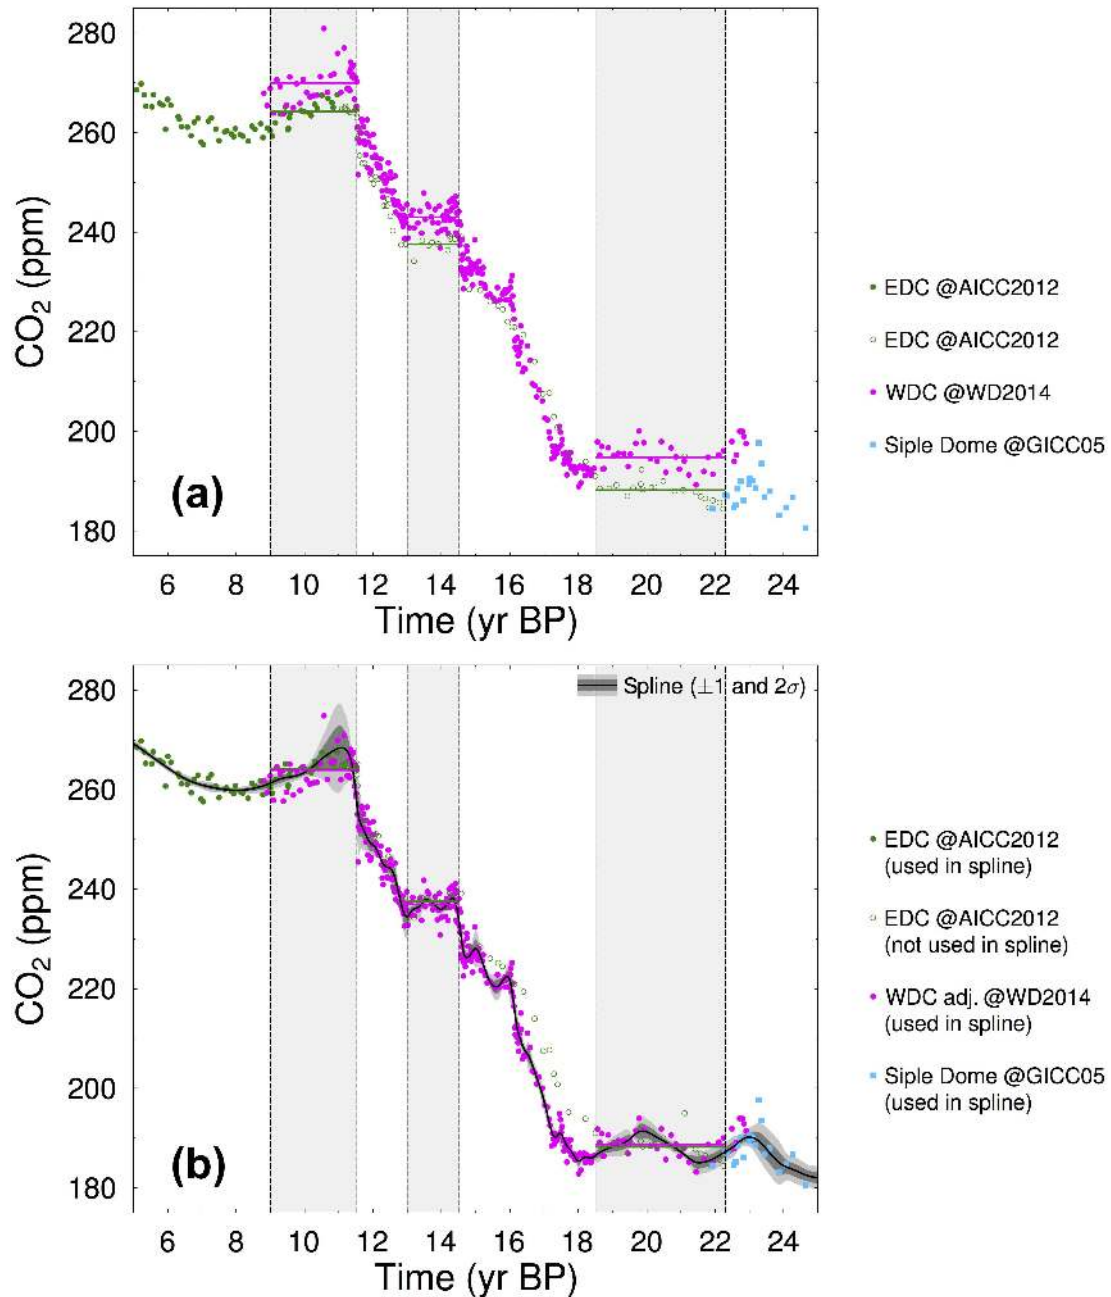 280
260
240
220
200
180
CO2 (ppm)
(a)
6 8 10 12 14 16 18 20 22 24
Time (yr BP)
EDC @AICC2012
EDC @AICC2012
WDC @WD2014
Siple Dome @GICC05
Spline (±1 and 2σ)
280
260
240
220
200
180
CO2 (ppm)
(b)
6 8 10 12 14 16 18 20 22 24
Time (yr BP)
EDC @AICC2012
(used in spline)
EDC @AICC2012
(not used in spline)
WDC adj. @WD2014
(used in spline)
Siple Dome @GICC05
(used in spline)